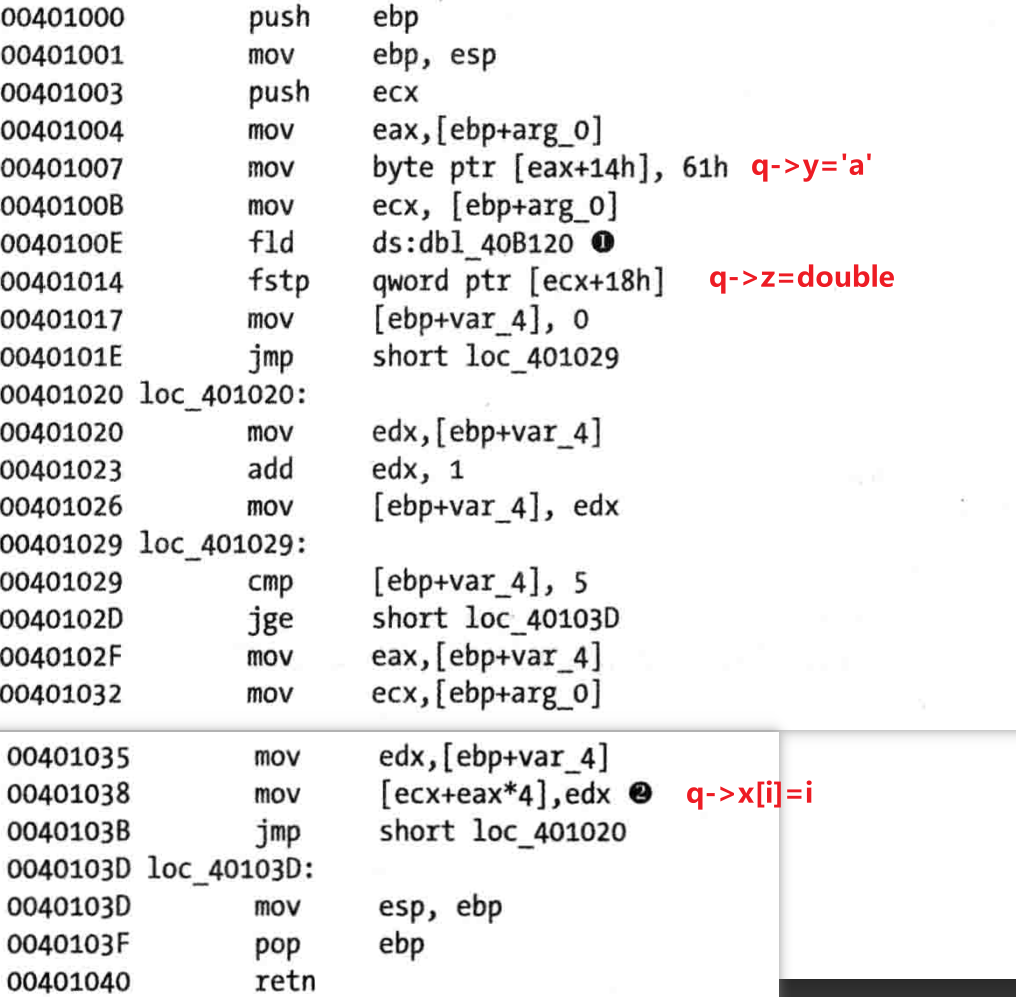 00401000 push ebp
00401001 mov ebp, esp
00401003 push ecx
00401004 mov eax,[ebp+arg_0]
00401007 mov byte ptr [eax+14h], 61h q->y='a'
0040100B mov ecx, [ebp+arg_0]
0040100E fld ds:dbl_40B120 ❶
00401014 fstp qword ptr [ecx+18h] q->z=double
00401017 mov [ebp+var_4], 0
0040101E jmp short loc_401029
00401020 loc_401020:
00401020 mov edx,[ebp+var_4]
00401023 add edx, 1
00401026 mov [ebp+var_4], edx
00401029 loc_401029:
00401029 cmp [ebp+var_4], 5
0040102D jge short loc_40103D
0040102F mov eax,[ebp+var_4]
00401032 mov ecx,[ebp+arg_0]
00401035 mov edx,[ebp+var_4]
00401038 mov [ecx+eax*4],edx ❷ q->x[i]=i
0040103B jmp short loc_401020
0040103D loc_40103D:
0040103D mov esp, ebp
0040103F pop ebp
00401040 retn